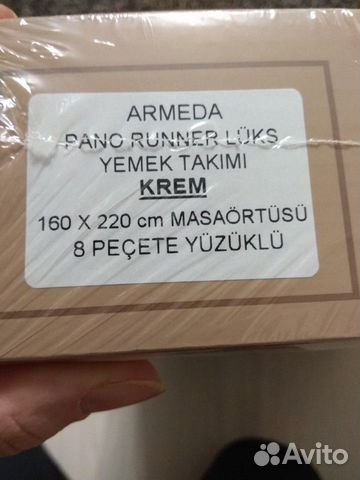 ARMEDA
PANO RUNNER LÜKS
YEMEK TAKIMI
KREM
160 X 220 cm MASAÖRTÜSÜ
8 PEÇETE YÜZÜKLÜ
Avito